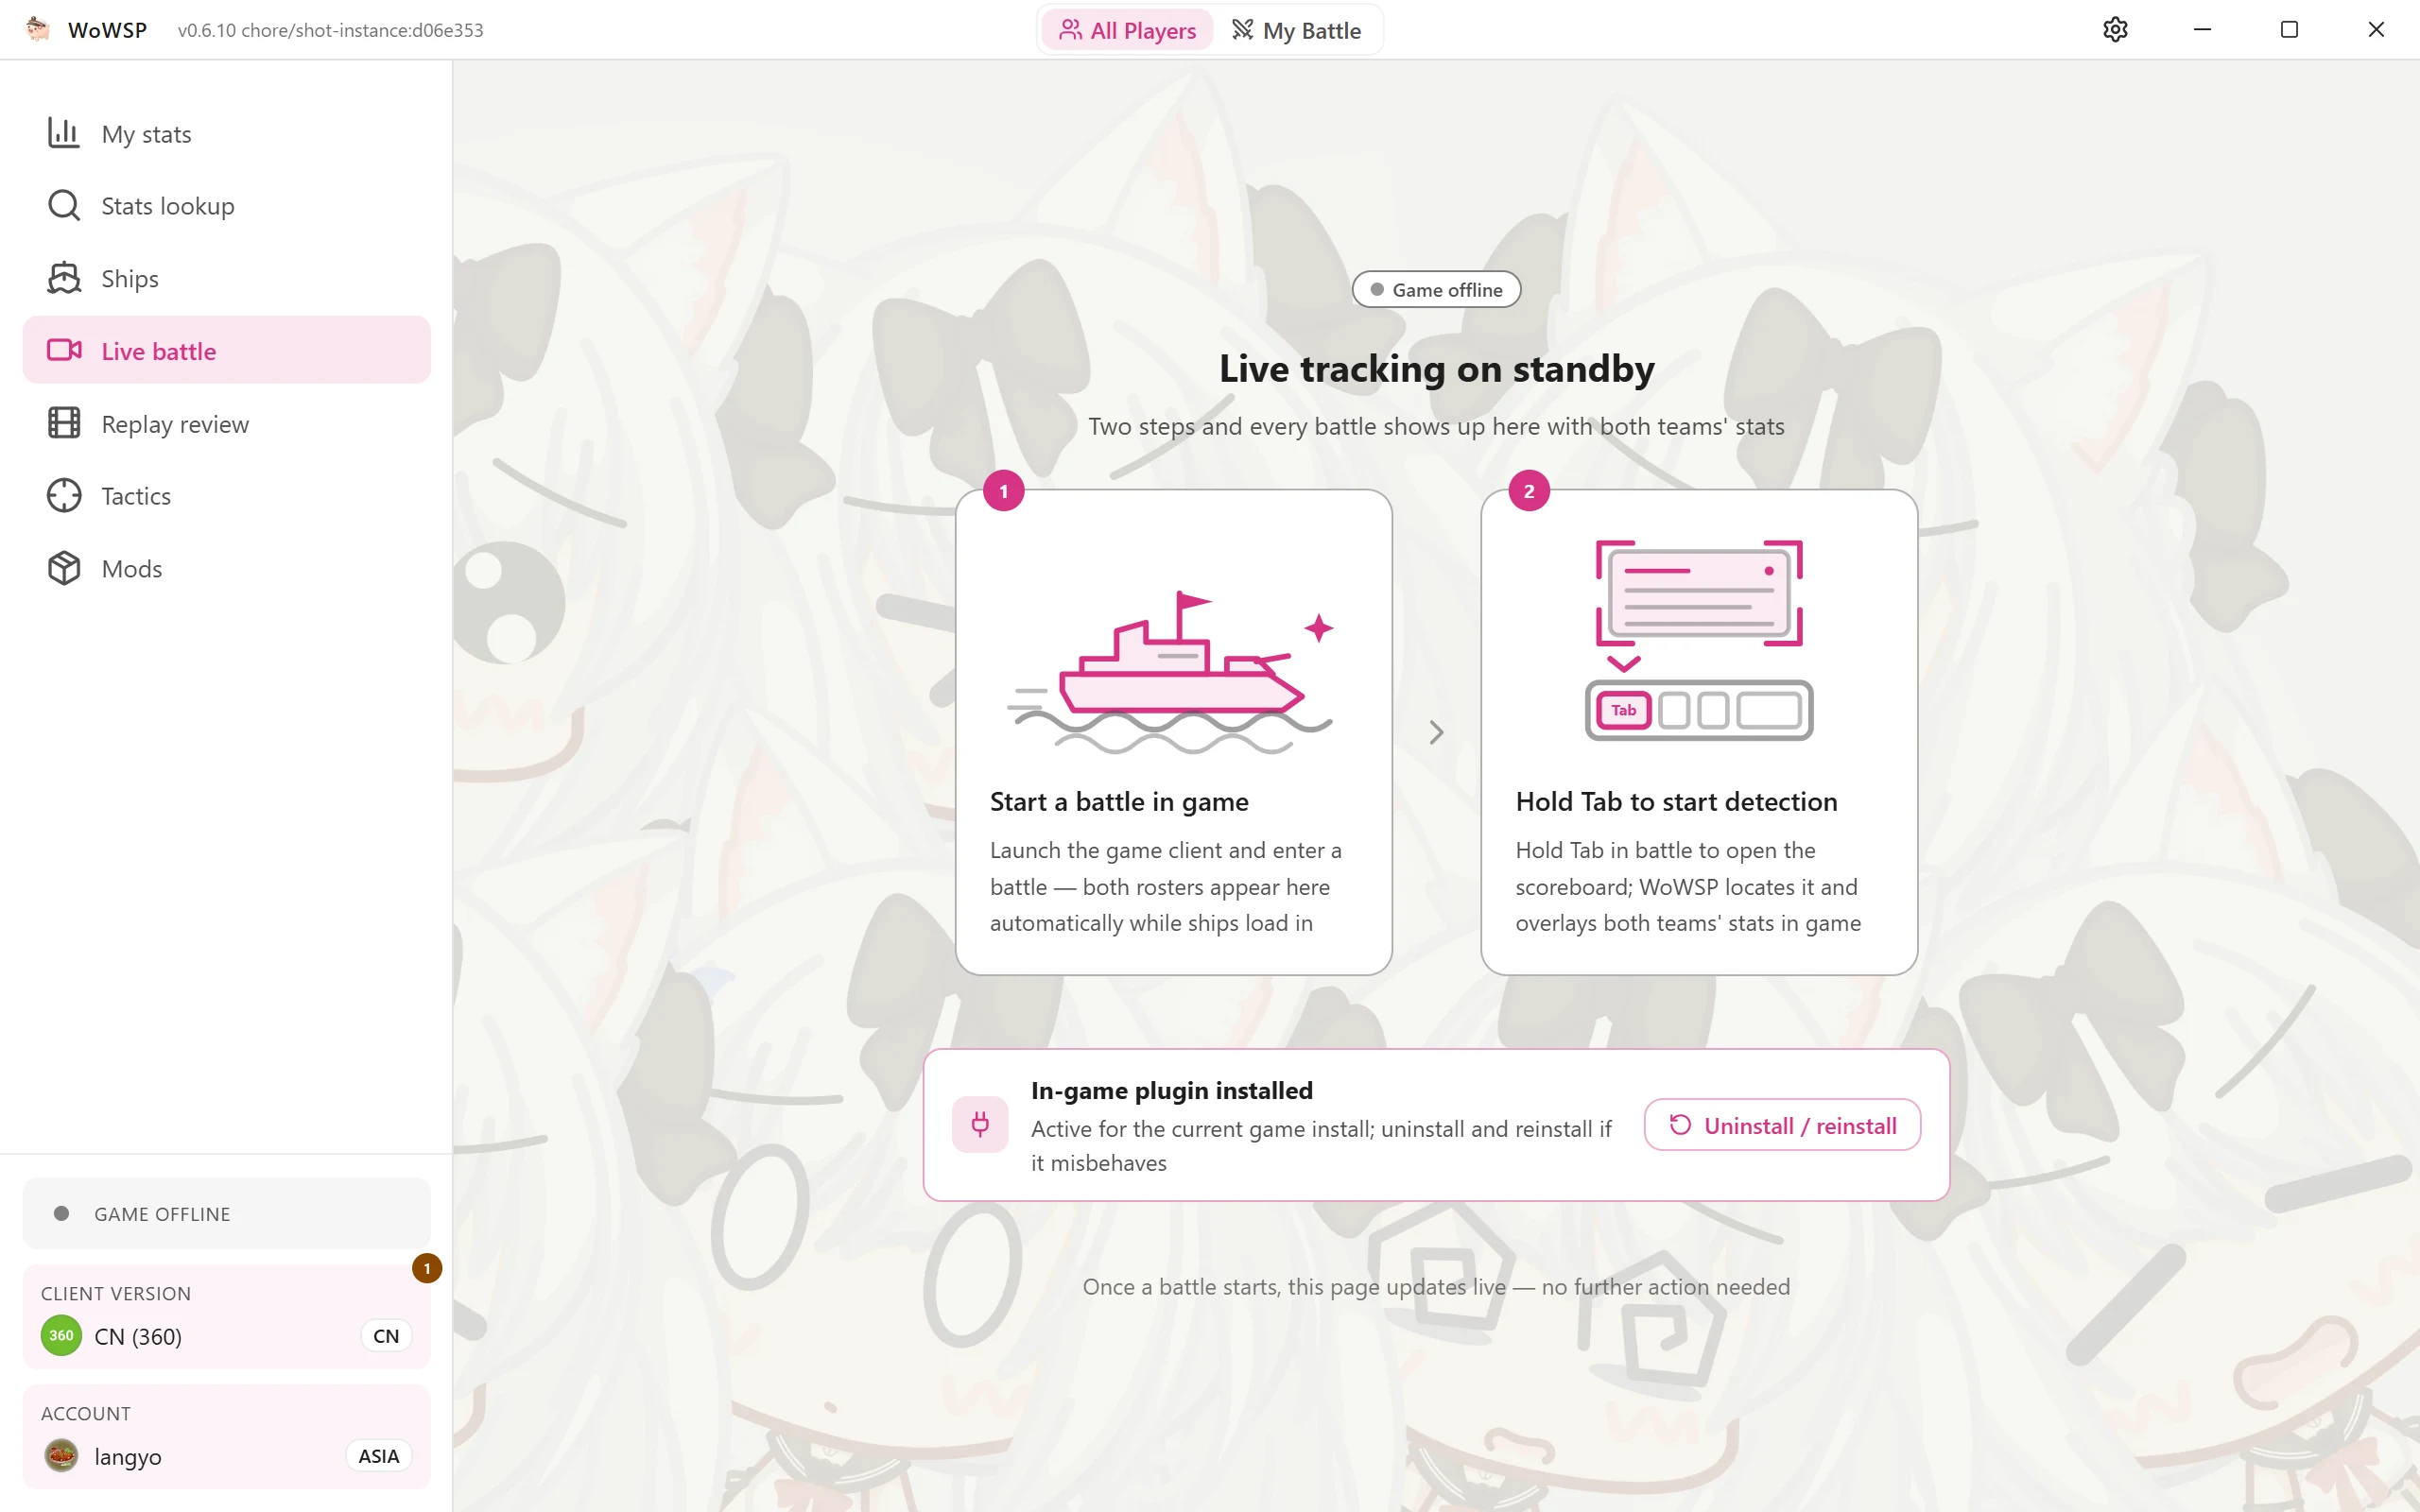 WoWSP v0.6.10 chore/shot-instance:d06e353
All Players
My Battle
My stats
Stats lookup
Ships
Live battle
Replay review
Tactics
Mods
GAME OFFLINE
1
CLIENT VERSION
360 CN (360) CN
ACCOUNT
langyo ASIA
Game offline
Live tracking on standby
Two steps and every battle shows up here with both teams' stats
1
Start a battle in game
Launch the game client and enter a
battle — both rosters appear here
automatically while ships load in
2
Tab
Hold Tab to start detection
Hold Tab in battle to open the
scoreboard; WoWSP locates it and
overlays both teams' stats in game
In-game plugin installed
Active for the current game install; uninstall and reinstall if
it misbehaves
Uninstall / reinstall
Once a battle starts, this page updates live — no further action needed